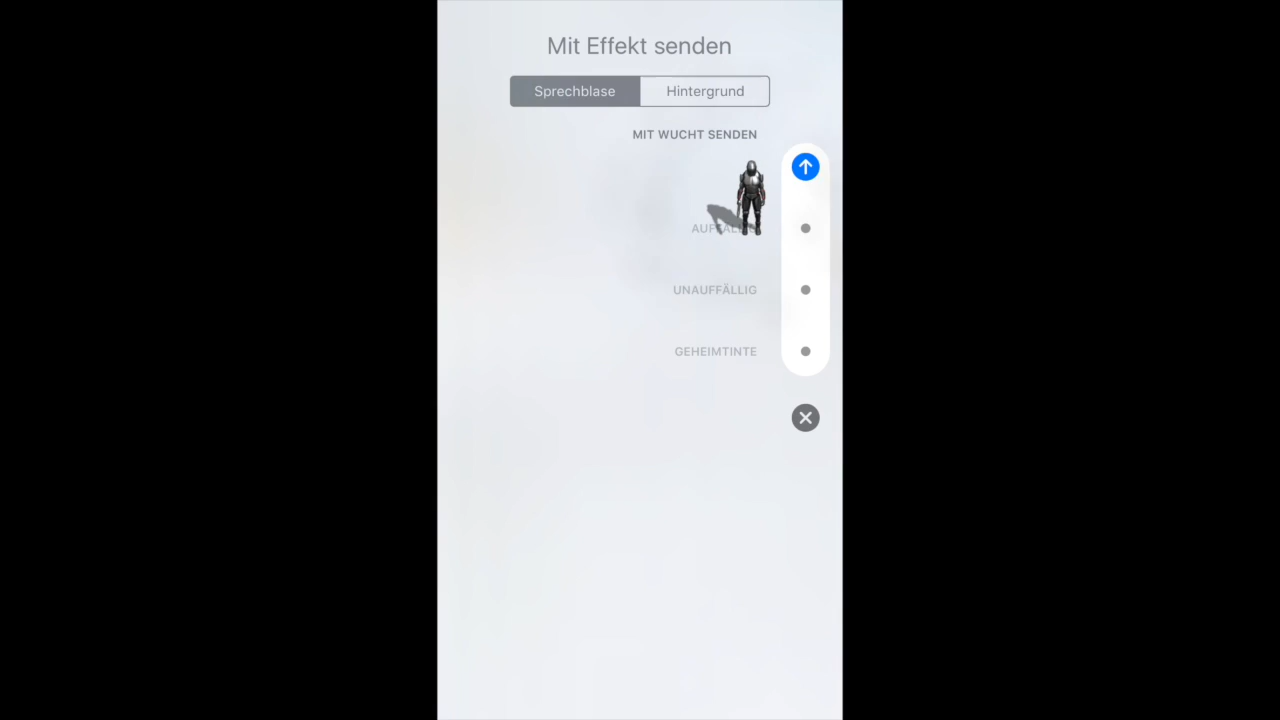 Mit Effekt senden
Sprechblase
Hintergrund
MIT WUCHT SENDEN
UNAUFFÄLLIG
GEHEIMTINTE